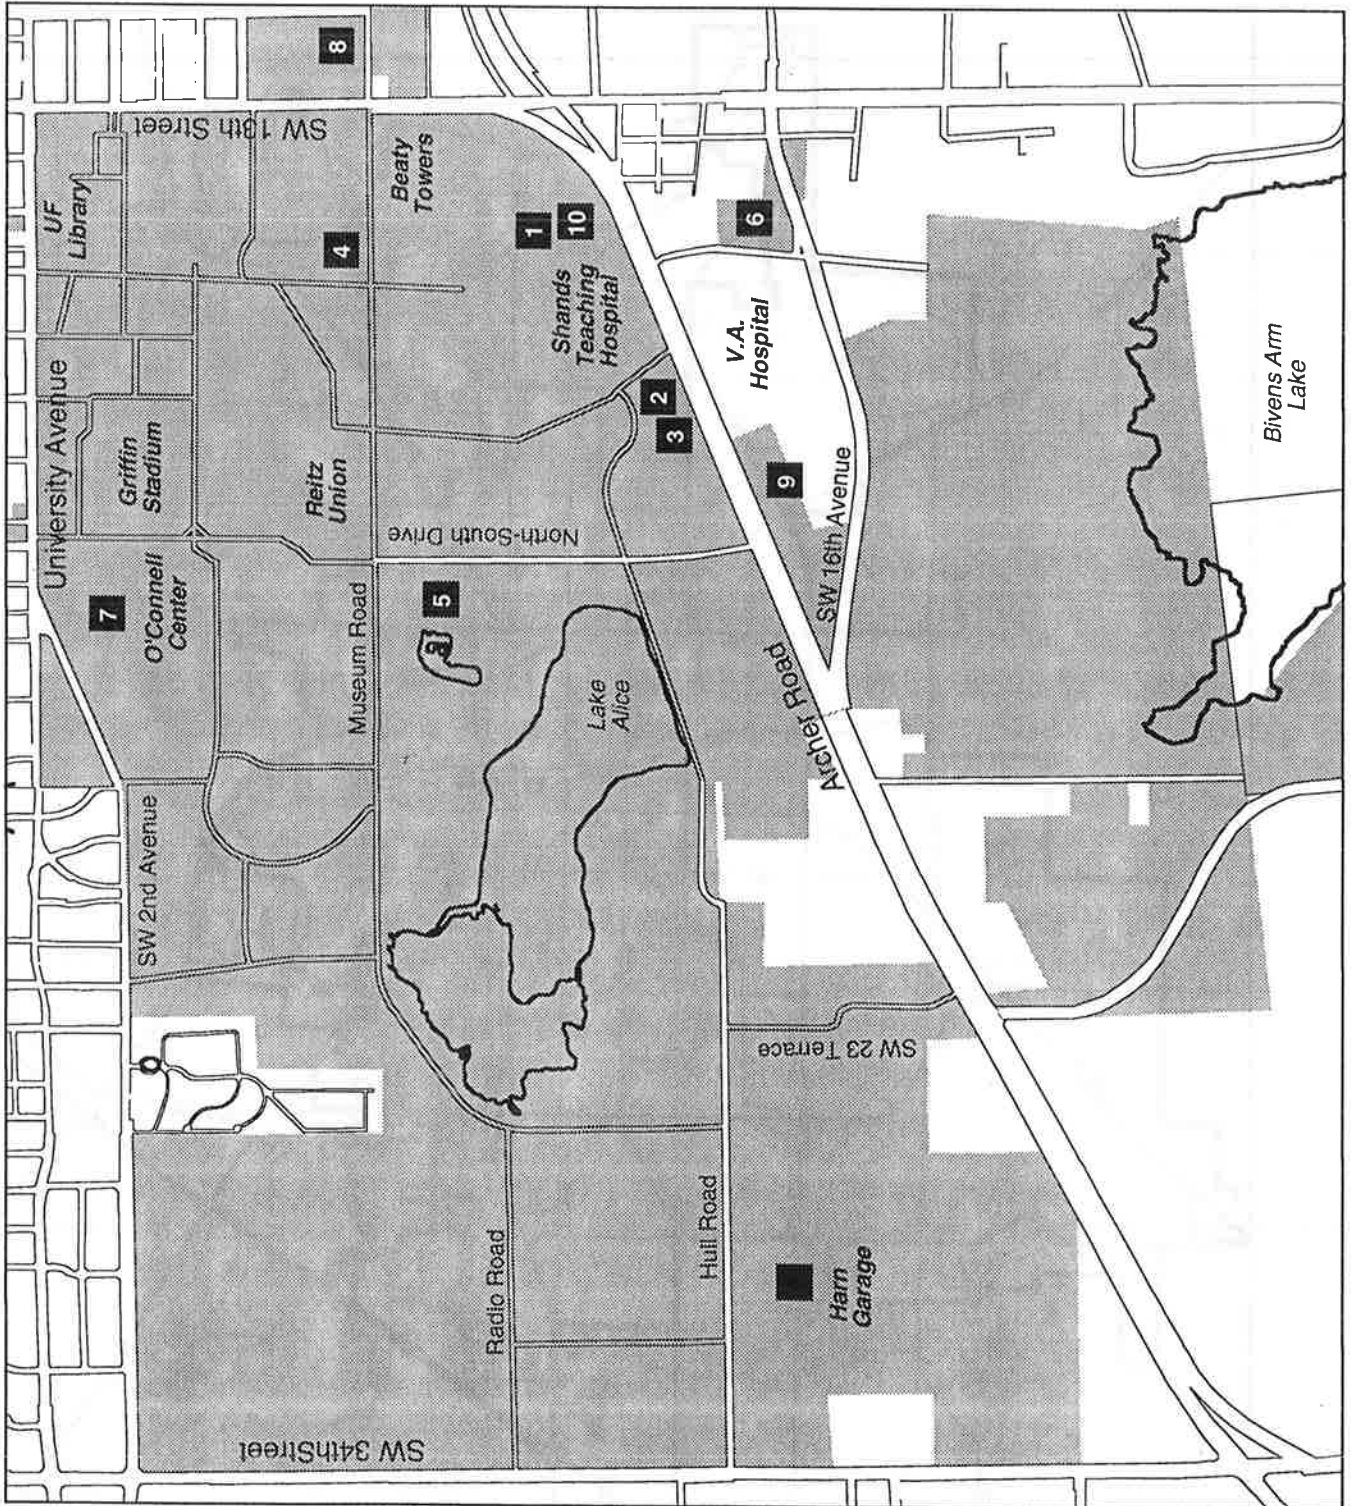 8
SW 13th Street
UF
Library
Beaty
Towers
4
1
10
6
Shands
Teaching
Hospital
V.A.
Hospital
University Avenue
Griffin
Stadium
Reitz
Union
2
3
9
Bivens Arm
Lake
North-South Drive
SW 16th Avenue
7
O'Connell
Center
Museum Road
5
Lake
Alice
Archer Road
SW 2nd Avenue
SW 23 Terrace
Radio Road
Hull Road
Harn
Garage
SW 34thStreet